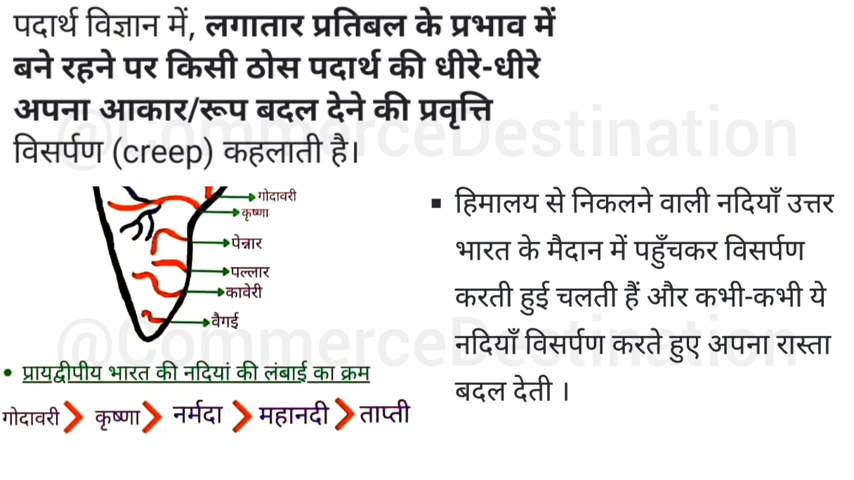 पदार्थ विज्ञान में, लगातार प्रतिबल के प्रभाव में
बने रहने पर किसी ठोस पदार्थ की धीरे-धीरे
अपना आकार/रूप बदल देने की प्रवृत्ति
विसर्पण (creep) कहलाती है।
@CommerceDestination
गोदावरी
कृष्णा
पेन्नार
पल्लार
कावेरी
वैगई
• प्रायद्वीपीय भारत की नदियां की लंबाई का क्रम
गोदावरी > कृष्णा > नर्मदा > महानदी > ताप्ती
▪ हिमालय से निकलने वाली नदियाँ उत्तर
भारत के मैदान में पहुँचकर विसर्पण
करती हुई चलती हैं और कभी-कभी ये
नदियाँ विसर्पण करते हुए अपना रास्ता
बदल देती ।
@CommerceDestination